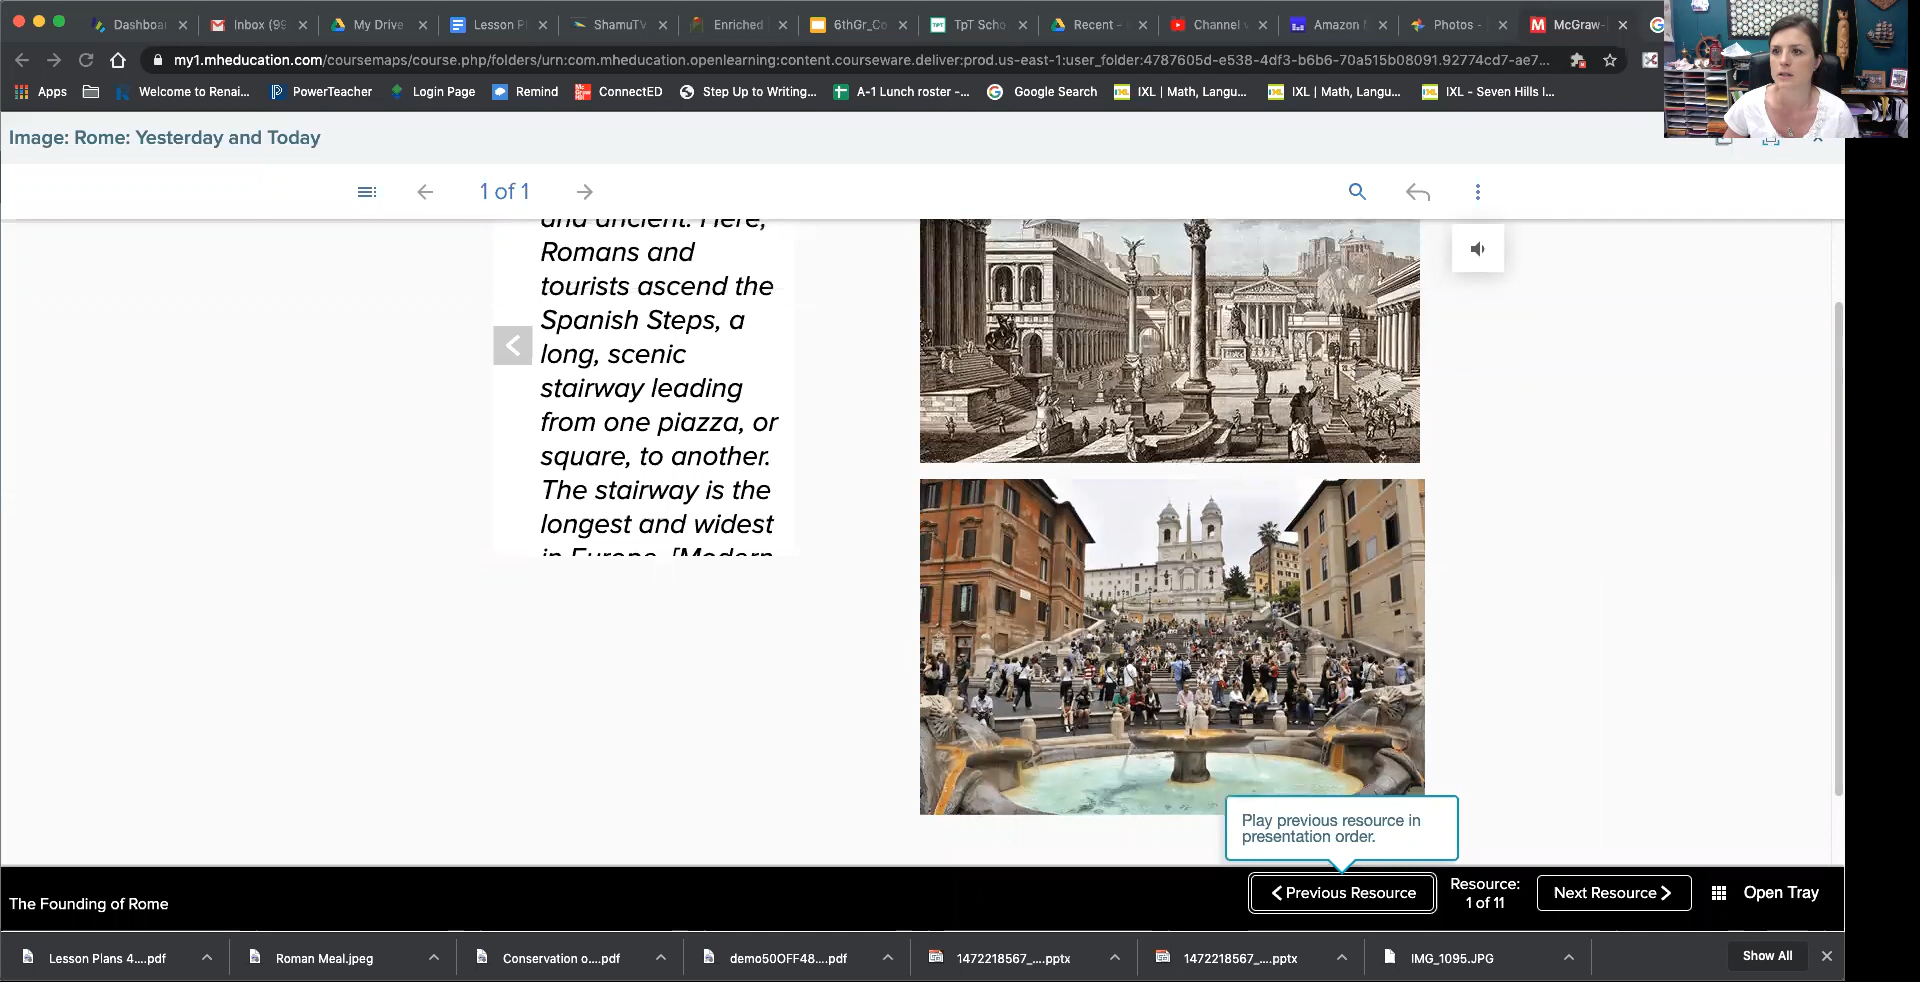 Dashboa
Inbox (99
My Drive
Lesson P
ShamuTV
Enriched
6thGr_Co
TpT Scho
Recent -
Channel
Amazon
Photos -
McGraw-
my1.mheducation.com/coursemaps/course.php/folders/urn:com.mheducation.openlearning:content.courseware.deliver:prod.us-east-1:user_folder:4787605d-e538-4df3-b6b6-70a515b08091.92774cd7-ae7...
Apps
Welcome to Renai...
PowerTeacher
Login Page
Remind
ConnectED
Step Up to Writing...
A-1 Lunch roster -...
Google Search
IXL | Math, Langu...
IXL | Math, Langu...
IXL - Seven Hills I...
Image: Rome: Yesterday and Today
1 of 1
and ancient. Here,
Romans and
tourists ascend the
Spanish Steps, a
long, scenic
stairway leading
from one piazza, or
square, to another.
The stairway is the
longest and widest
in Europe. [Modern
Play previous resource in
presentation order.
The Founding of Rome
Previous Resource
Resource:
1 of 11
Next Resource
Open Tray
Lesson Plans 4....pdf
Roman Meal.jpeg
Conservation o....pdf
demo50OFF48....pdf
1472218567_....pptx
1472218567_....pptx
IMG_1095.JPG
Show All